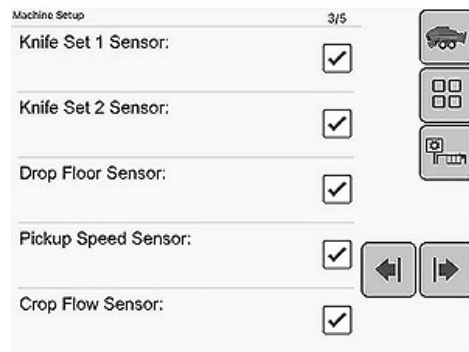 Machine Setup 3/5
Knife Set 1 Sensor:
Knife Set 2 Sensor:
Drop Floor Sensor:
Pickup Speed Sensor:
Crop Flow Sensor: